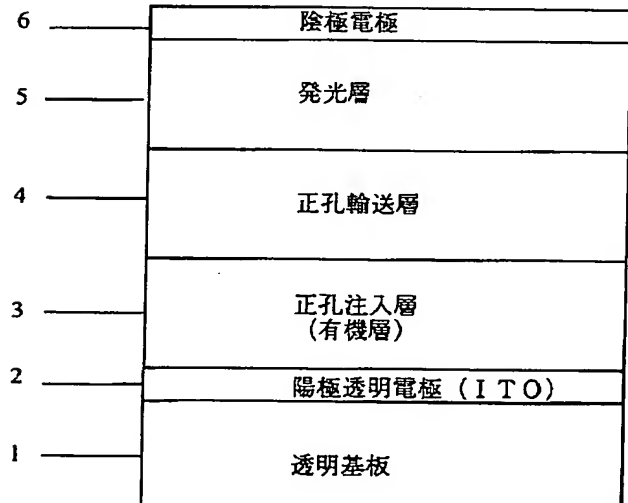 6 陰極電極
5 発光層
4 正孔輸送層
3 正孔注入層
(有機層)
2 陽極透明電極(ITO)
1 透明基板